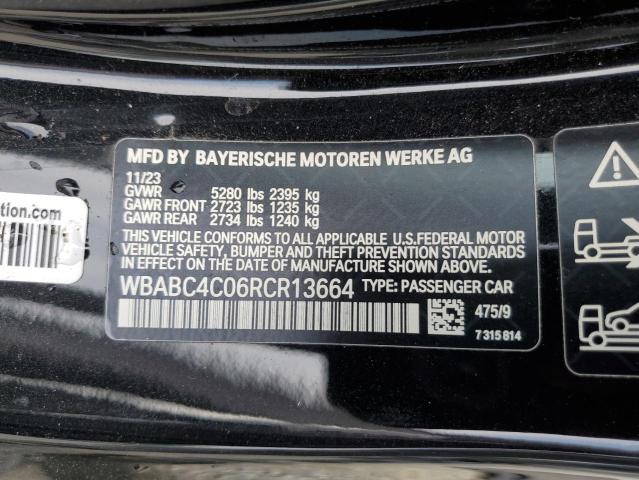 MFD BY BAYERISCHE MOTOREN WERKE AG
11/23
GVWR 5280 lbs 2395 kg
GAWR FRONT 2723 lbs 1235 kg
GAWR REAR 2734 lbs 1240 kg
THIS VEHICLE CONFORMS TO ALL APPLICABLE U.S.FEDERAL MOTOR
VEHICLE SAFETY, BUMPER AND THEFT PREVENTION STANDARDS
IN EFFECT ON THE DATE OF MANUFACTURE SHOWN ABOVE.
WBABC4C06RCR13664 TYPE: PASSENGER CAR
475/9
7 315 814
tion.com